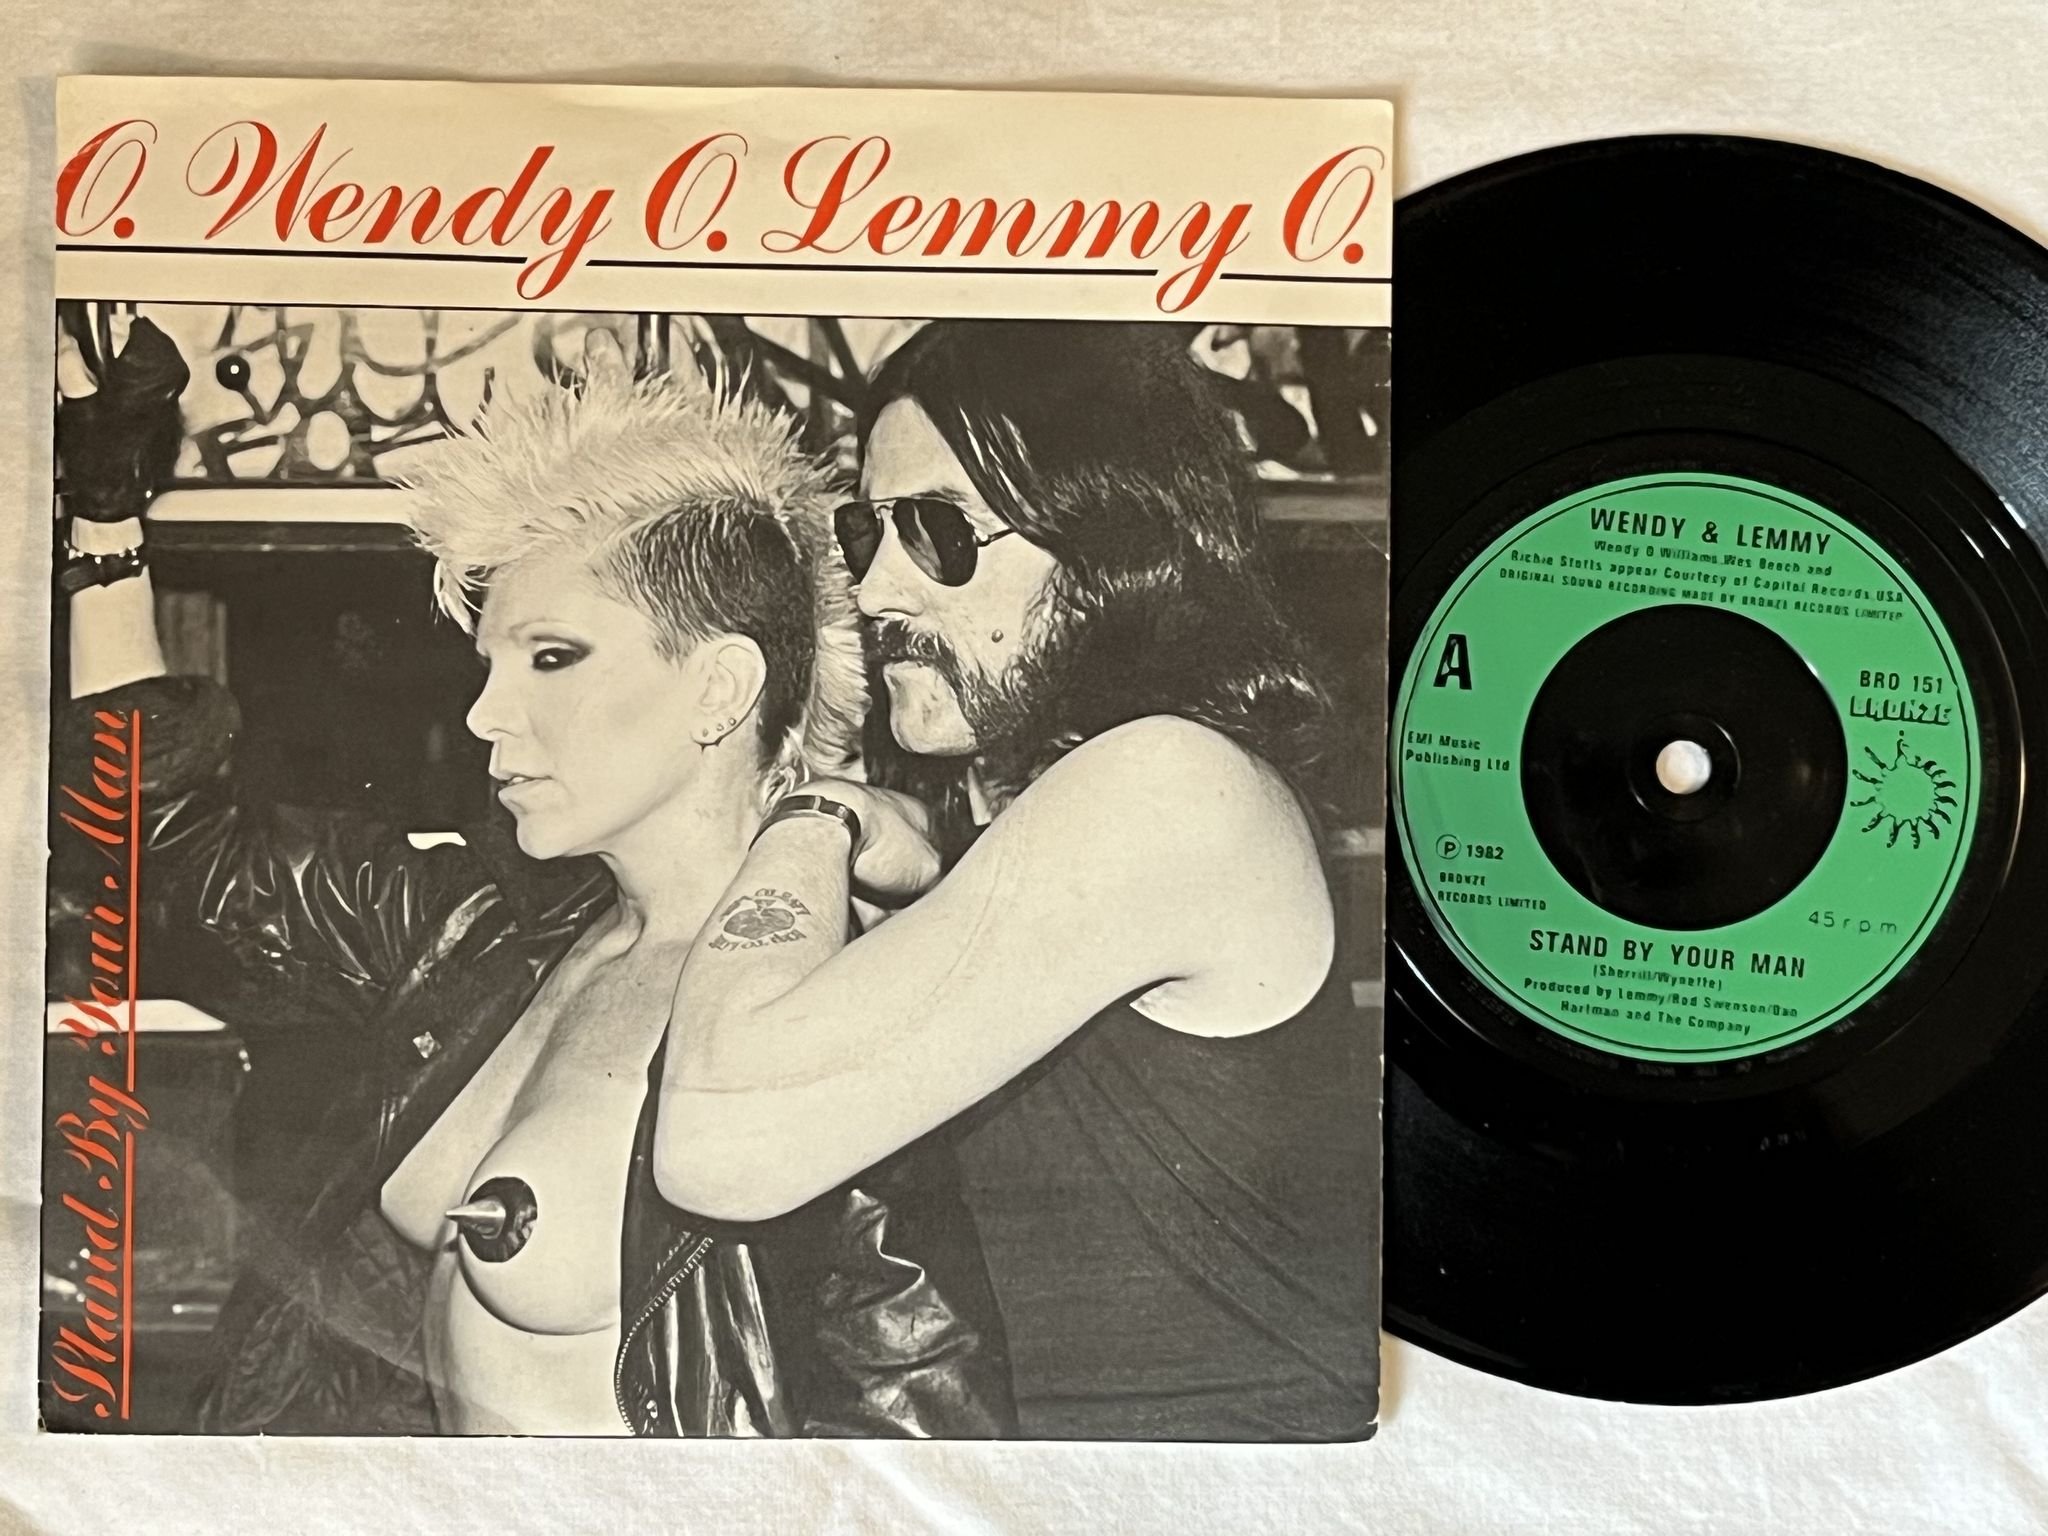 O. Wendy O. Lemmy O.
Stand By Your Man
WENDY & LEMMY
Wendy O Williams Wes Beech and
Richie Stotts appear Courtesy of Capitol Records USA
ORIGINAL SOUND RECORDING MADE BY BRONZE RECORDS LIMITED
A
BRO 151
BRONZE
EMI Music
Publishing Ltd
℗ 1982
BRONZE
RECORDS LIMITED
45 r.p.m.
STAND BY YOUR MAN
(Sherrill/Wynette)
Produced by Lemmy/Rod Swenson/Dan
Hartman and The Company